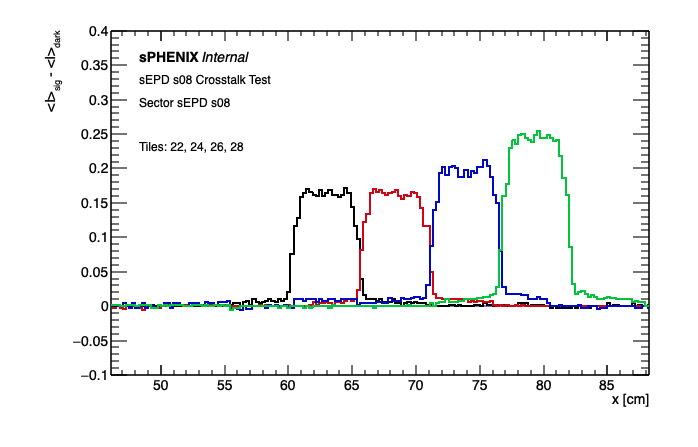 <I>sig - <I>dark
0.4
0.35
0.3
0.25
0.2
0.15
0.1
0.05
0
−0.05
−0.1
sPHENIX Internal
sEPD s08 Crosstalk Test
Sector sEPD s08
Tiles: 22, 24, 26, 28
50 55 60 65 70 75 80 85
x [cm]